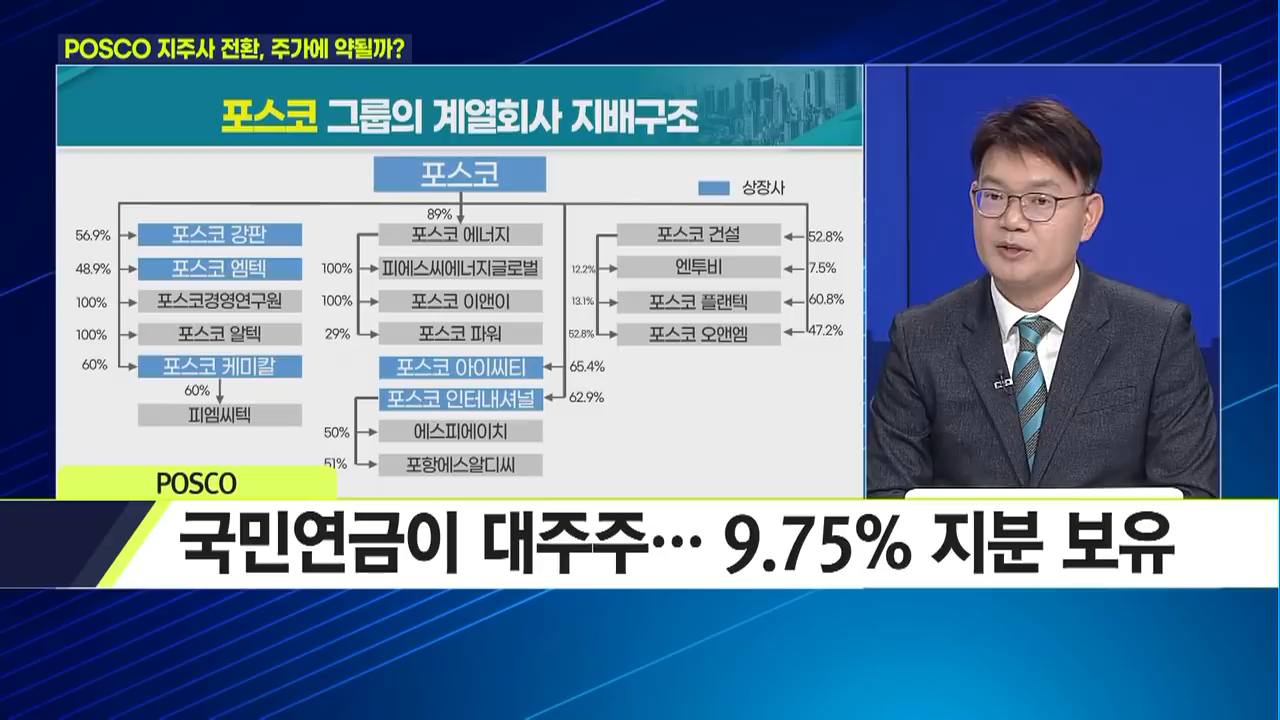 POSCO 지주사 전환, 주가에 약될까?
포스코 그룹의 계열회사 지배구조
포스코
상장사
56.9% 포스코 강판
48.9% 포스코 엠텍
100% 포스코경영연구원
100% 포스코 알텍
60% 포스코 케미칼
60%
피엠씨텍
89%
포스코 에너지
100% 피에스씨에너지글로벌
100% 포스코 이앤이
29% 포스코 파워
포스코 아이씨티 65.4%
포스코 인터내셔널 62.9%
50% 에스피에이치
51% 포항에스알디씨
포스코 건설 52.8%
12.2% 엔투비 7.5%
13.1% 포스코 플랜텍 60.8%
52.8% 포스코 오앤엠 47.2%
POSCO
국민연금이 대주주… 9.75% 지분 보유